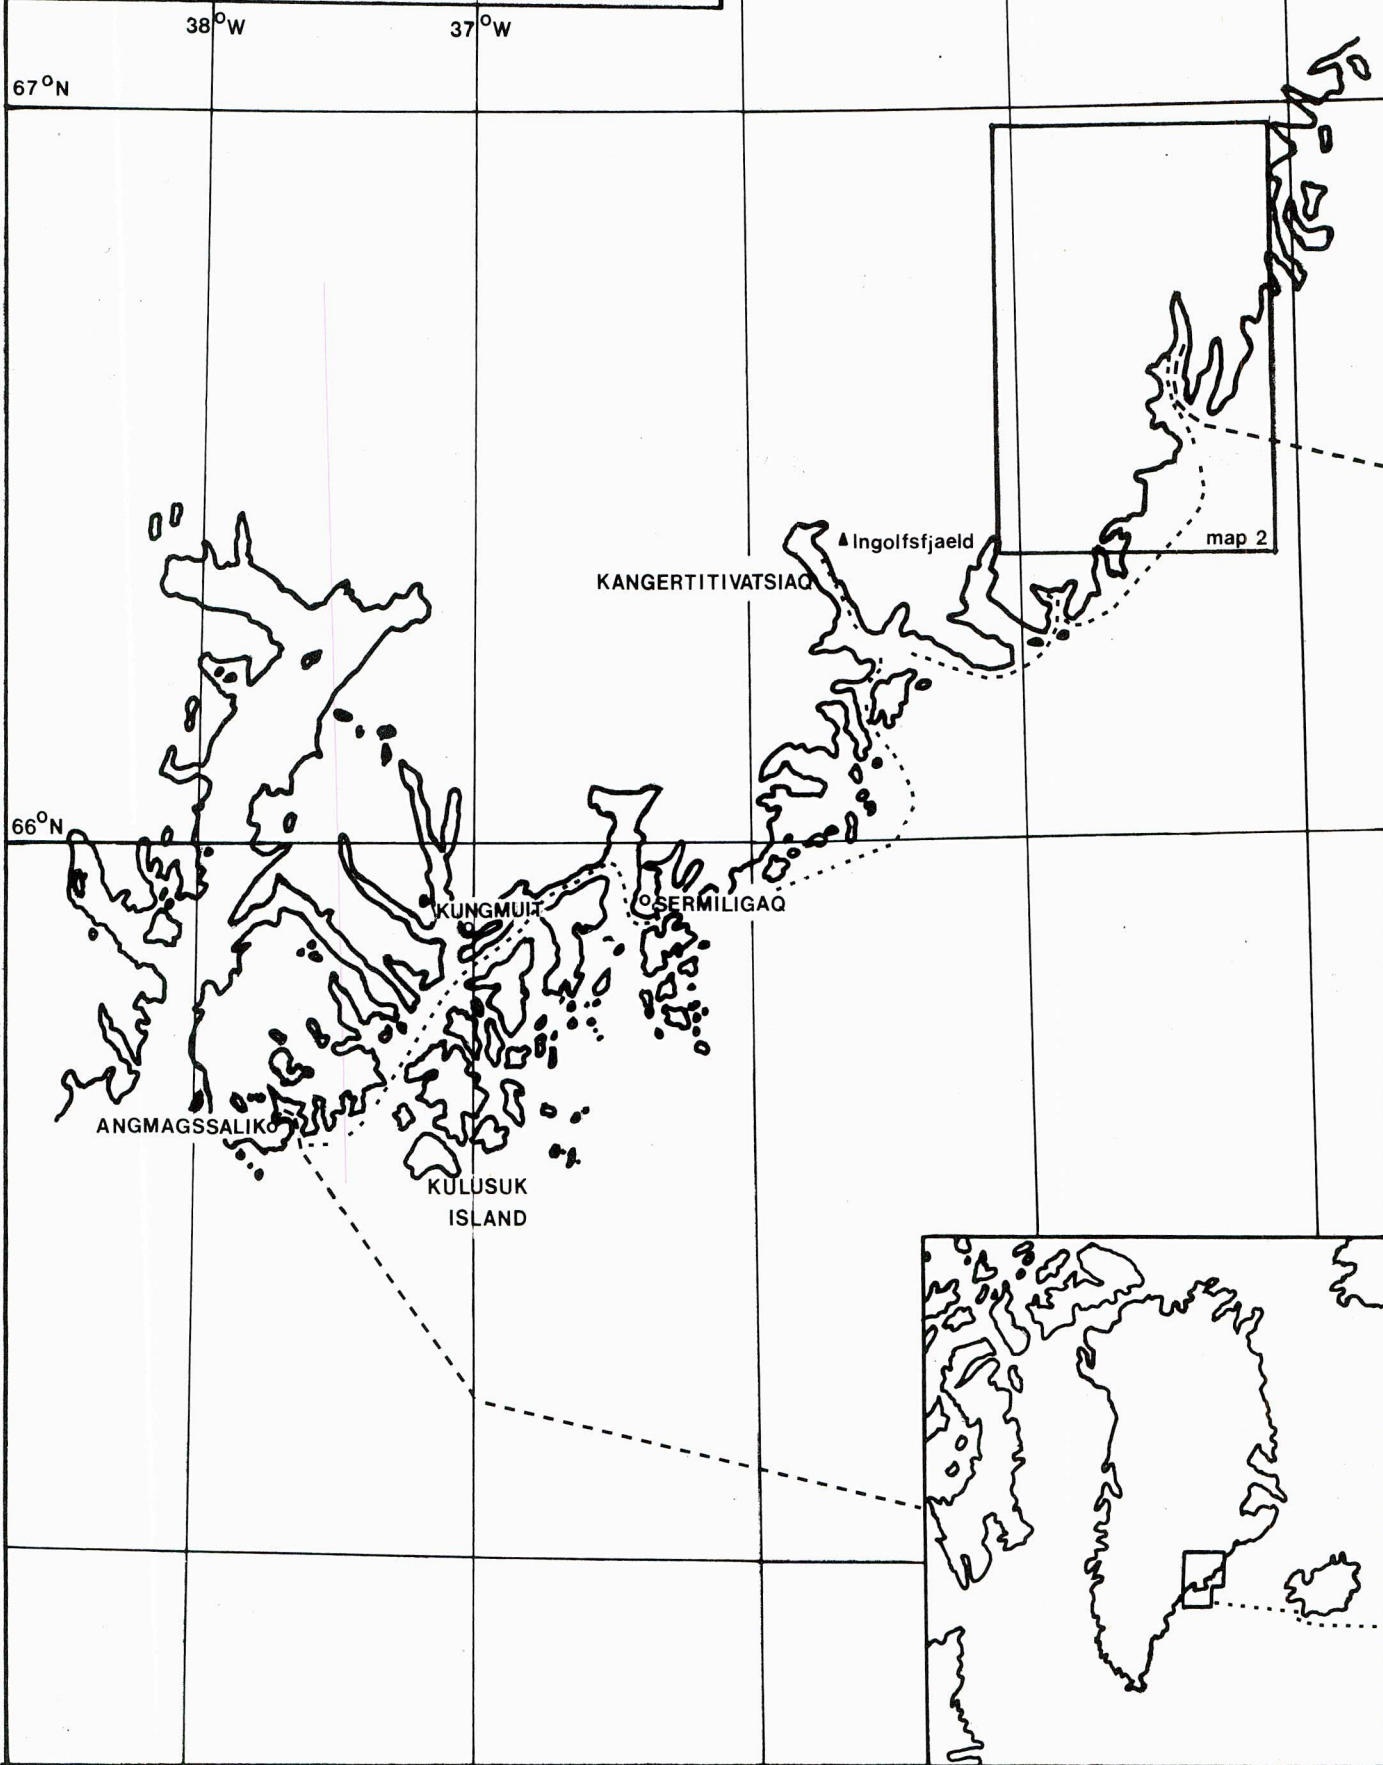 38°W
37°W
67°N
Ingolfsfjaeld
map 2
KANGERTITIVATSIAQ
66°N
KUNGMUIT
SERMILIGAQ
ANGMAGSSALIK
KULUSUK
ISLAND